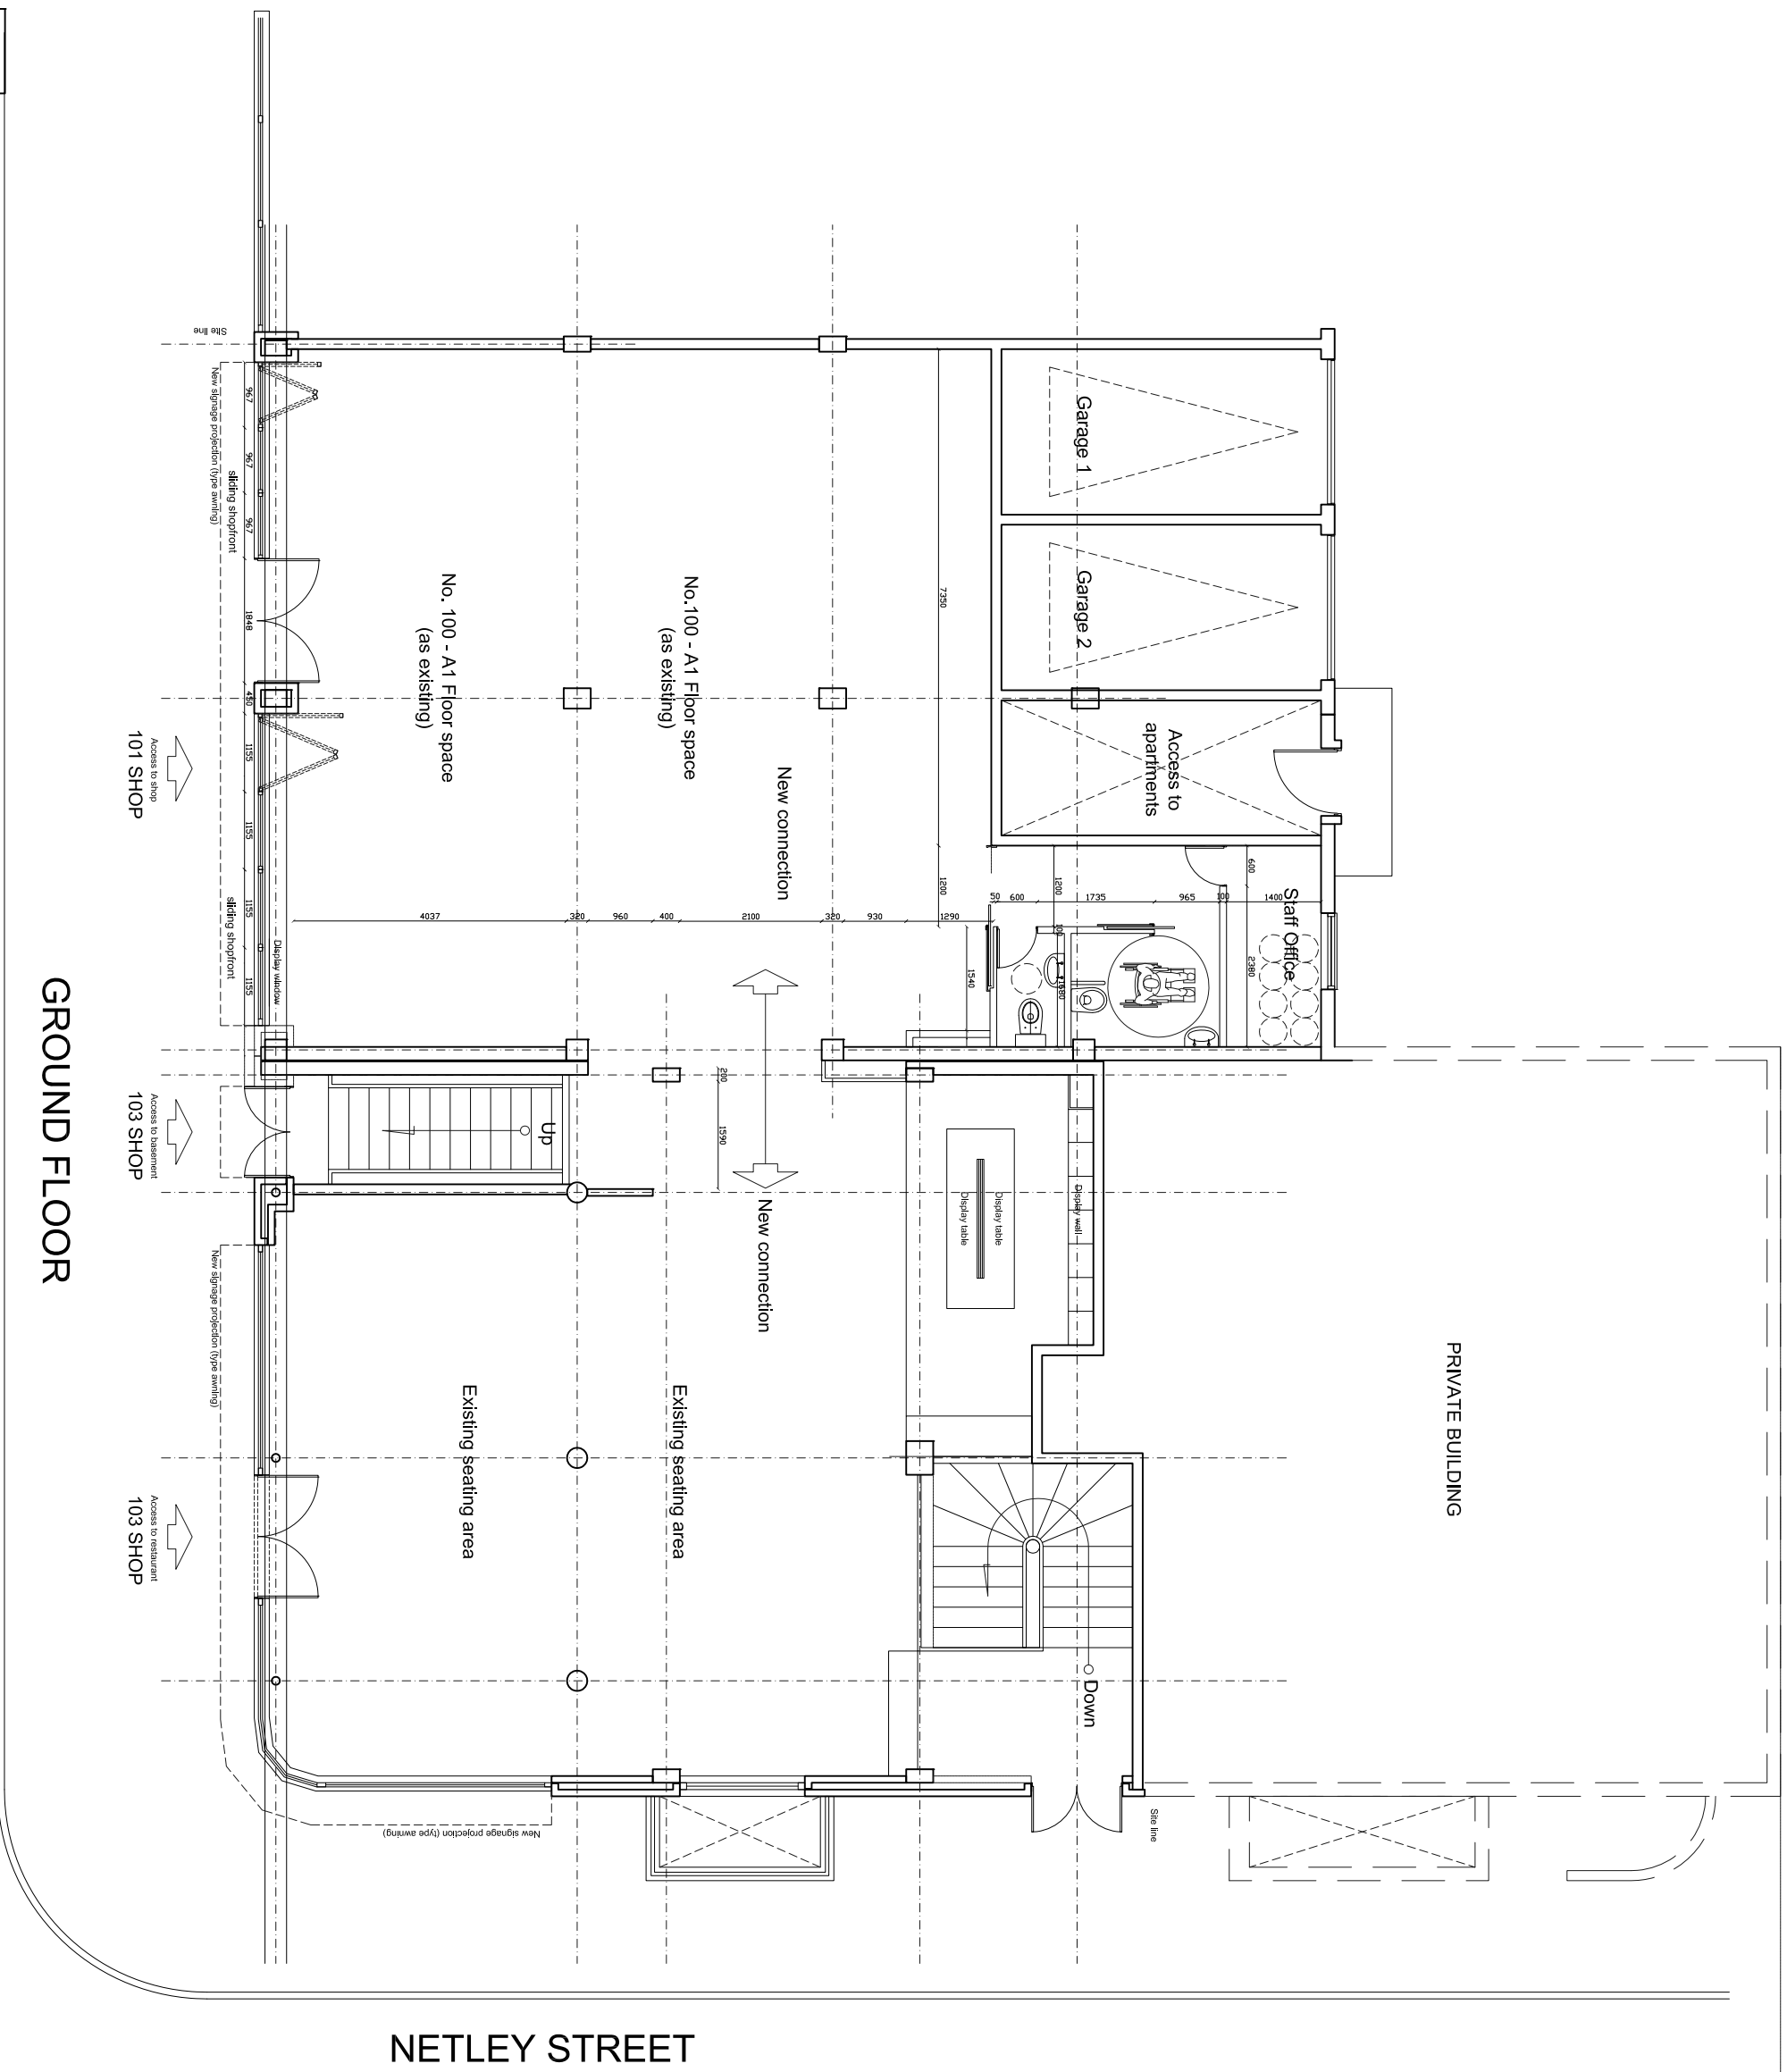 Site line
New signage projection (type awning)
967
967
967
sliding shopfront
1848
450
1155
1155
1155
1155
sliding shopfront
Display window
Access to shop
101 SHOP
No. 100 - A1 Floor space
(as existing)
No.100 - A1 Floor space
(as existing)
New connection
7350
1200
Garage 1
Garage 2
Access to
apartments
Staff Office
600
2380
1200
50
600
1735
965
100
1400
100
1680
1540
4037
320
960
400
2100
320
930
1290
200
1590
Up
Access to basement
103 SHOP
New connection
Display table
Display table
Display wall
New signage projection (type awning)
Existing seating area
Existing seating area
Access to restaurant
103 SHOP
Down
Site line
New signage projection (type awning)
PRIVATE BUILDING
GROUND FLOOR
NETLEY STREET